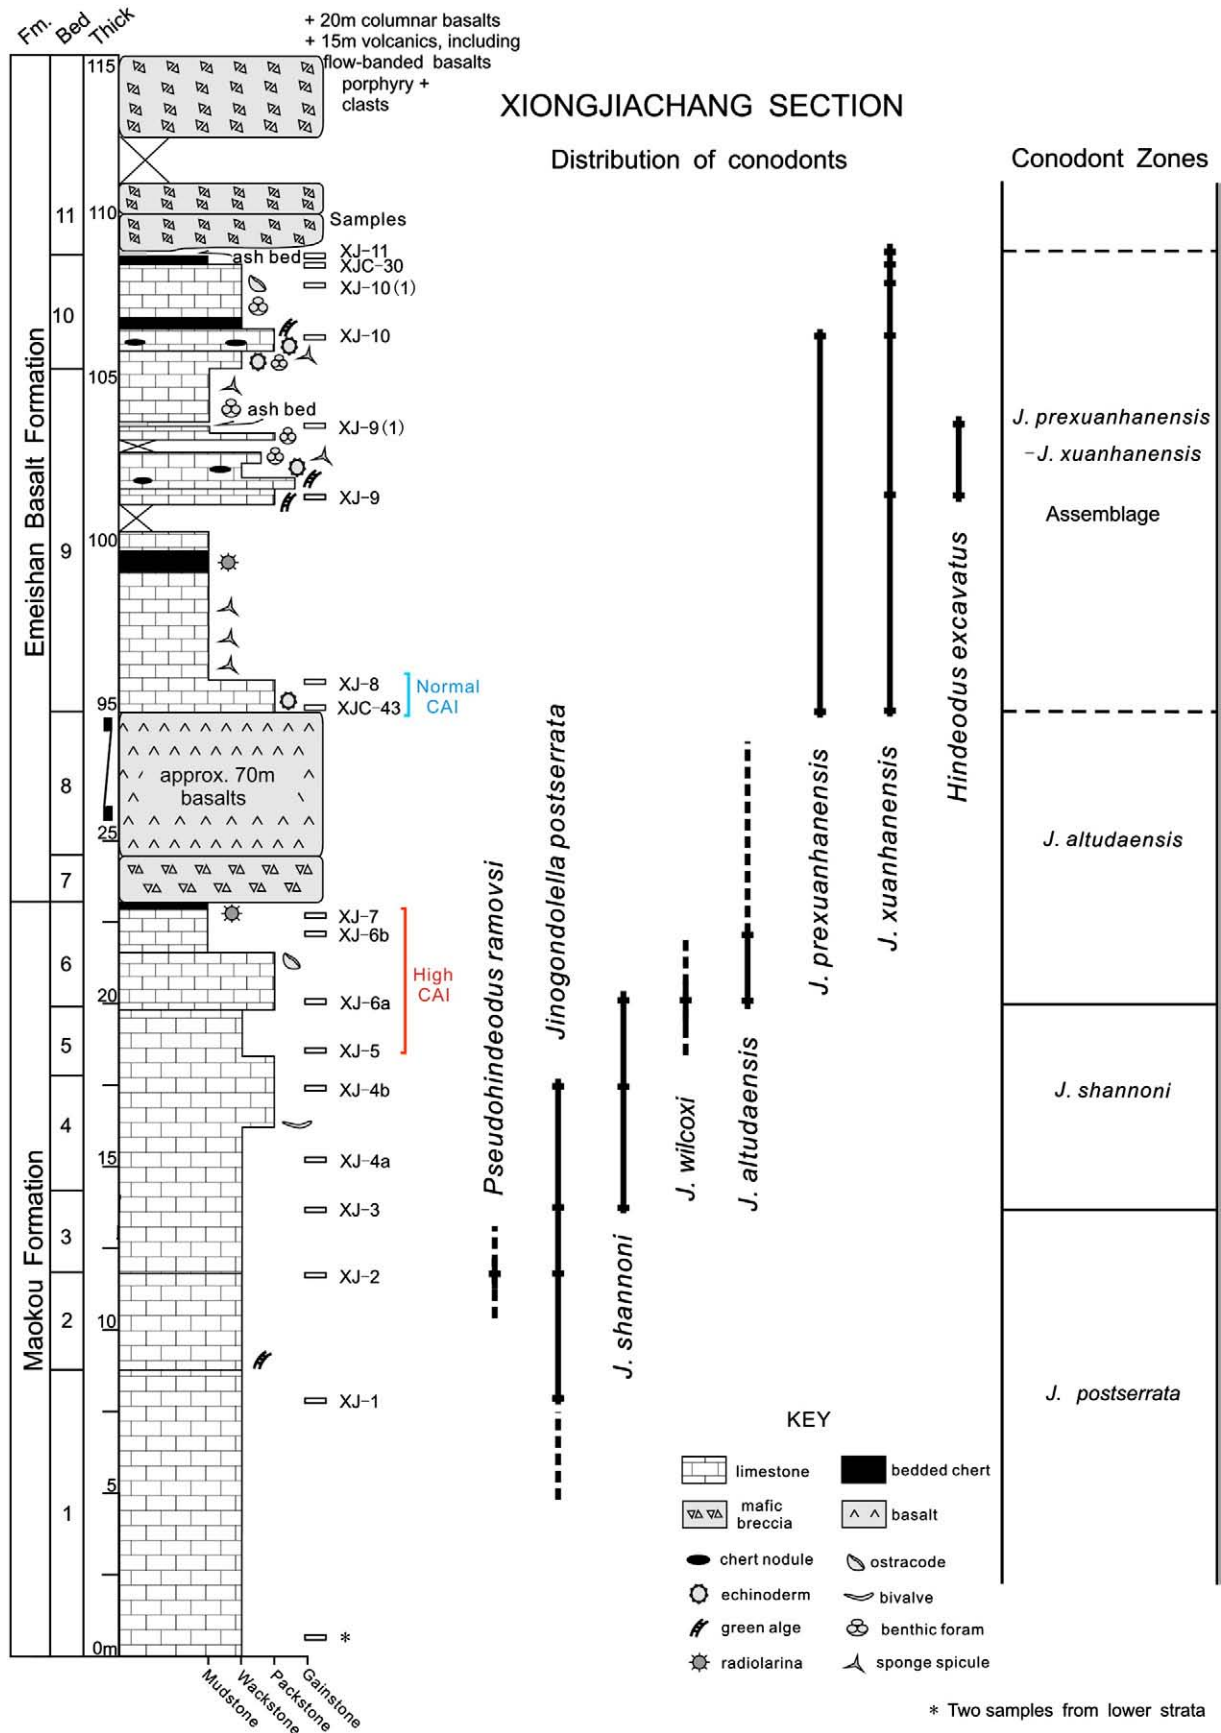 Fm.
Bed
Thick
+ 20m columnar basalts
+ 15m volcanics, including
flow-banded basalts
porphyry +
clasts
XIONGJIACHANG SECTION
Distribution of conodonts
Conodont Zones
Emeishan Basalt Formation
Maokou Formation
11
10
9
8
7
6
5
4
3
2
1
115
110
105
100
95
25
20
15
10
5
0m
Samples
ash bed
XJ-11
XJC-30
XJ-10(1)
XJ-10
ash bed
XJ-9(1)
XJ-9
XJ-8
XJC-43
Normal
CAI
approx. 70m
basalts
XJ-7
XJ-6b
XJ-6a
XJ-5
High
CAI
XJ-4b
XJ-4a
XJ-3
XJ-2
XJ-1
*
Pseudohindeodus ramovsi
Jinogondolella postserrata
J. shannoni
J. wilcoxi
J. altudaensis
J. prexuanhanensis
J. xuanhanensis
Hindeodus excavatus
J. prexuanhanensis
-J. xuanhanensis
Assemblage
J. altudaensis
J. shannoni
J. postserrata
KEY
limestone
bedded chert
mafic
breccia
basalt
chert nodule
ostracode
echinoderm
bivalve
green alge
benthic foram
radiolarina
sponge spicule
Mudstone
Wackstone
Packstone
Gainstone
* Two samples from lower strata